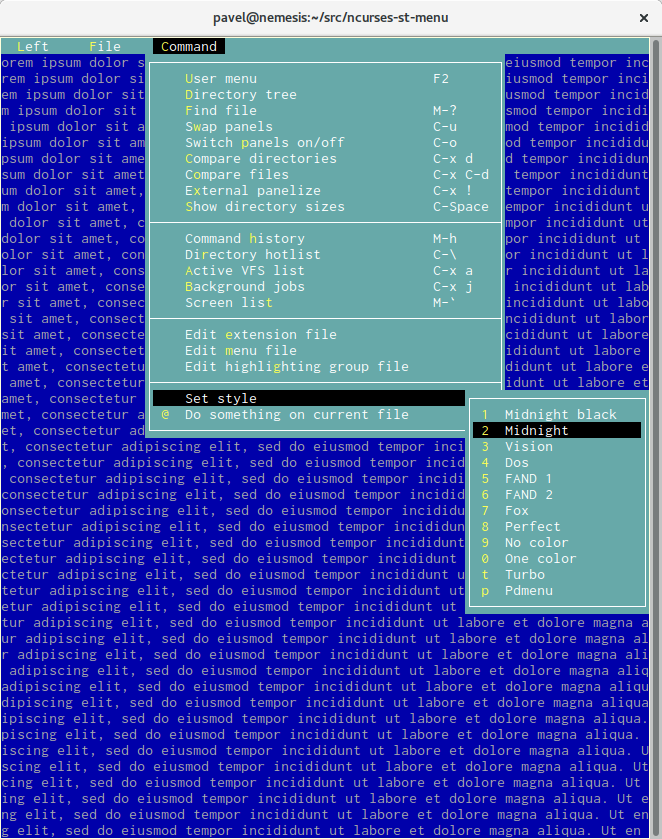 pavel@nemesis:~/src/ncurses-st-menu
Left File Command
orem ipsum dolor s eiusmod tempor inc
rem ipsum dolor si User menu F2 iusmod tempor inci
em ipsum dolor sit Directory tree usmod tempor incid
m ipsum dolor sit Find file M-? smod tempor incidi
ipsum dolor sit a Swap panels C-u mod tempor incidid
ipsum dolor sit am Switch panels on/off C-o od tempor incididu
psum dolor sit ame Compare directories C-x d d tempor incididun
sum dolor sit amet Compare files C-x C-d tempor incididunt
um dolor sit amet, External panelize C-x ! tempor incididunt
m dolor sit amet, Show directory sizes C-Space empor incididunt u
dolor sit amet, c mpor incididunt ut
dolor sit amet, co Command history M-h por incididunt ut
olor sit amet, con Directory hotlist C-\ or incididunt ut l
lor sit amet, cons Active VFS list C-x a r incididunt ut la
or sit amet, conse Background jobs C-x j incididunt ut lab
r sit amet, consec Screen list M-` incididunt ut labo
sit amet, consect ncididunt ut labor
sit amet, consecte Edit extension file cididunt ut labore
it amet, consectet Edit menu file ididunt ut labore
t amet, consectetu Edit highlighting group file didunt ut labore e
amet, consectetur idunt ut labore et
amet, consectetur Set style
met, consectetur a @ Do something on current file 1 Midnight black
et, consectetur ad 2 Midnight
t, consectetur adipiscing elit, sed do eiusmod tempor inci 3 Vision
, consectetur adipiscing elit, sed do eiusmod tempor incid 4 Dos
consectetur adipiscing elit, sed do eiusmod tempor incidi 5 FAND 1
consectetur adipiscing elit, sed do eiusmod tempor incidid 6 FAND 2
onsectetur adipiscing elit, sed do eiusmod tempor incididu 7 Fox
nsectetur adipiscing elit, sed do eiusmod tempor incididun 8 Perfect
sectetur adipiscing elit, sed do eiusmod tempor incididunt 9 No color
ectetur adipiscing elit, sed do eiusmod tempor incididunt 0 One color
ctetur adipiscing elit, sed do eiusmod tempor incididunt u t Turbo
tetur adipiscing elit, sed do eiusmod tempor incididunt ut p Pdmenu
etur adipiscing elit, sed do eiusmod tempor incididunt ut
tur adipiscing elit, sed do eiusmod tempor incididunt ut labore et dolore magna a
ur adipiscing elit, sed do eiusmod tempor incididunt ut labore et dolore magna al
r adipiscing elit, sed do eiusmod tempor incididunt ut labore et dolore magna ali
adipiscing elit, sed do eiusmod tempor incididunt ut labore et dolore magna aliq
adipiscing elit, sed do eiusmod tempor incididunt ut labore et dolore magna aliqu
dipiscing elit, sed do eiusmod tempor incididunt ut labore et dolore magna aliqua
ipiscing elit, sed do eiusmod tempor incididunt ut labore et dolore magna aliqua.
piscing elit, sed do eiusmod tempor incididunt ut labore et dolore magna aliqua.
iscing elit, sed do eiusmod tempor incididunt ut labore et dolore magna aliqua. U
scing elit, sed do eiusmod tempor incididunt ut labore et dolore magna aliqua. Ut
cing elit, sed do eiusmod tempor incididunt ut labore et dolore magna aliqua. Ut
ing elit, sed do eiusmod tempor incididunt ut labore et dolore magna aliqua. Ut e
ng elit, sed do eiusmod tempor incididunt ut labore et dolore magna aliqua. Ut en
g elit, sed do eiusmod tempor incididunt ut labore et dolore magna aliqua. Ut en